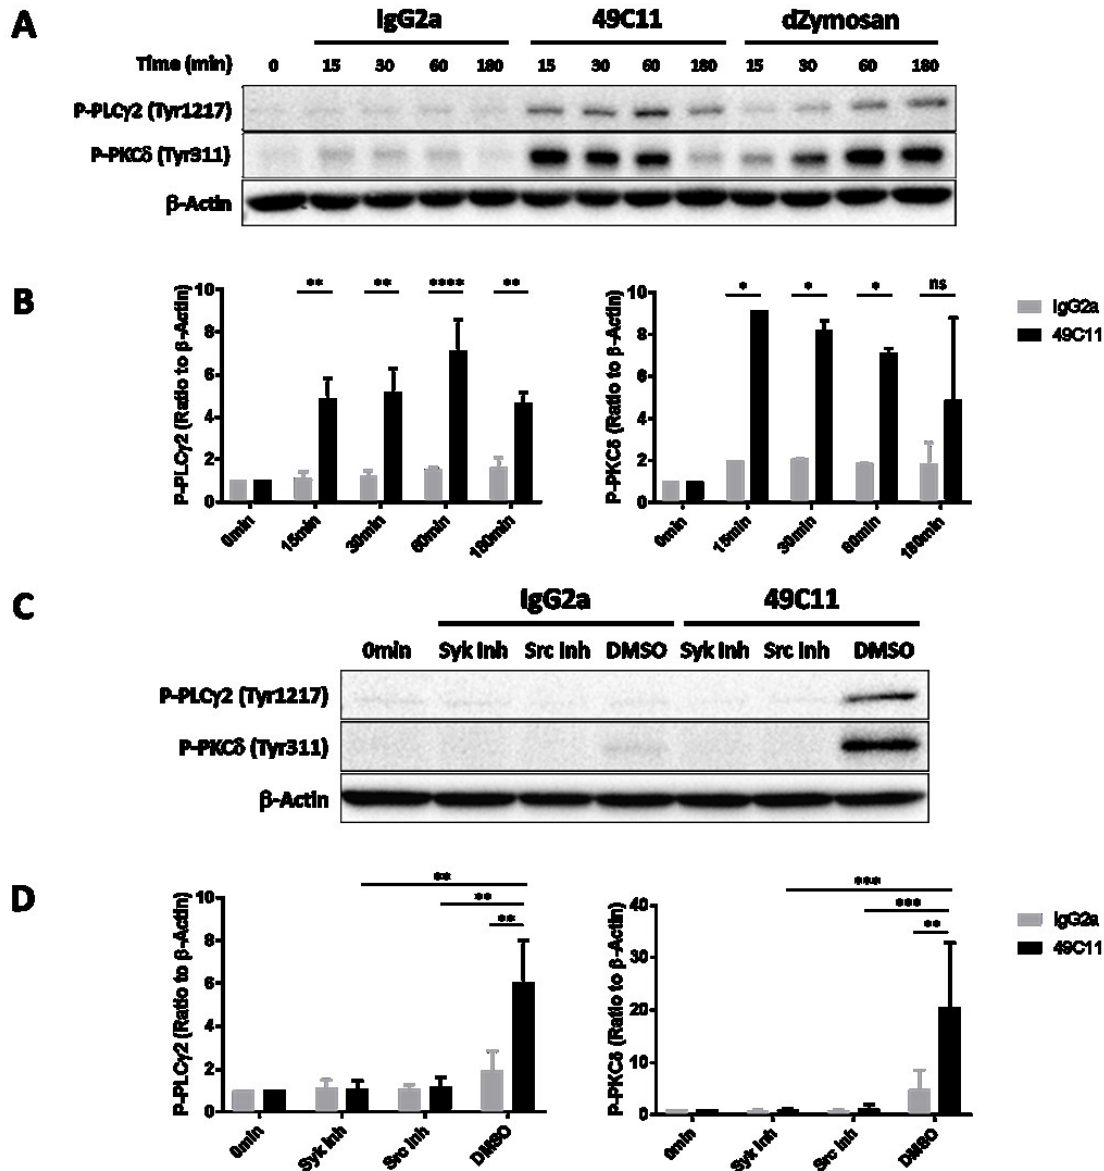 A
IgG2a 49C11 dZymosan
Time (min) 0 15 30 60 180 15 30 60 180 15 30 60 180
P-PLCγ2 (Tyr1217)
P-PKCδ (Tyr311)
β-Actin
B
P-PLCγ2 (Ratio to β-Actin)
10
8
6
4
2
0
** ** **** **
0min 15min 30min 60min 180min
P-PKCδ (Ratio to β-Actin)
10
8
6
4
2
0
* * * ns
0min 15min 30min 60min 180min
IgG2a
49C11
C
IgG2a 49C11
0min Syk Inh Src Inh DMSO Syk Inh Src Inh DMSO
P-PLCγ2 (Tyr1217)
P-PKCδ (Tyr311)
β-Actin
D
P-PLCγ2 (Ratio to β-Actin)
10
8
6
4
2
0
**
**
**
0min Syk Inh Src Inh DMSO
P-PKCδ (Ratio to β-Actin)
40
30
20
10
0
***
***
**
0min Syk Inh Src Inh DMSO
IgG2a
49C11